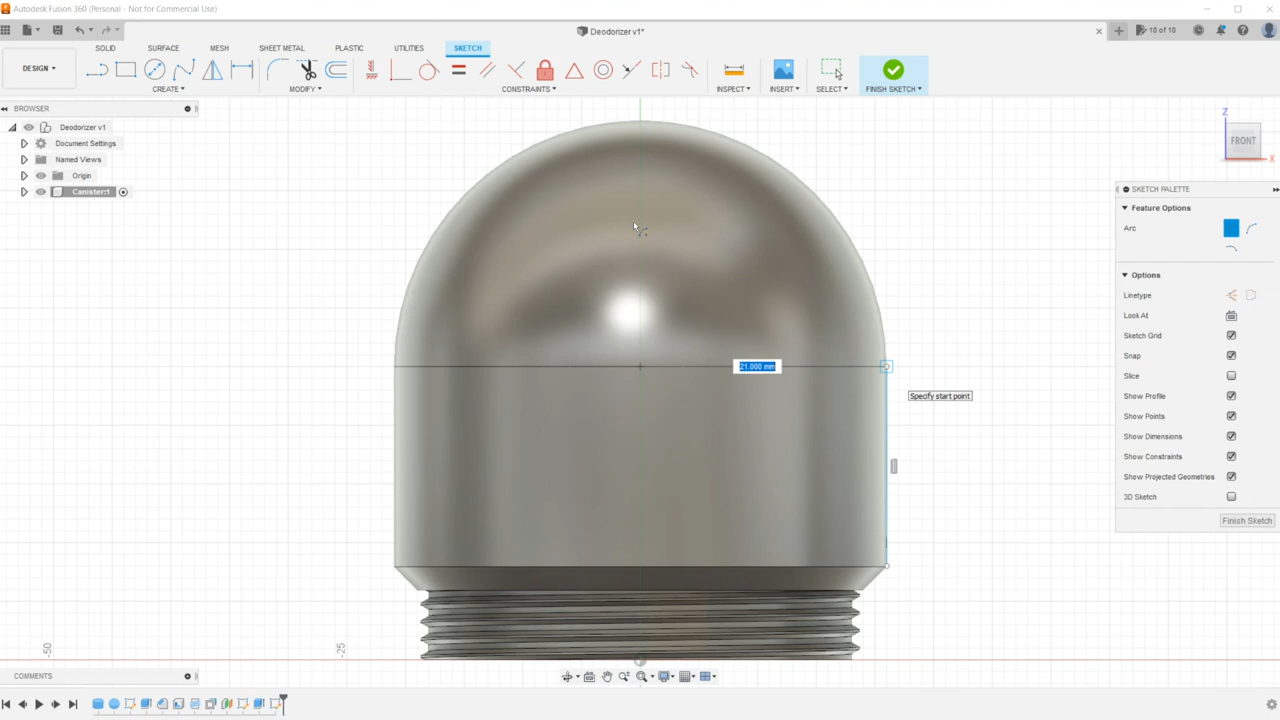 Autodesk Fusion 360 (Personal - Not for Commercial Use)
Deodorizer v1*
10 of 10
DESIGN
SOLID SURFACE MESH SHEET METAL PLASTIC UTILITIES SKETCH
CREATE MODIFY CONSTRAINTS INSPECT INSERT SELECT FINISH SKETCH
BROWSER
Deodorizer v1
Document Settings
Named Views
Origin
Canister:1
Z
FRONT
X
SKETCH PALETTE
Feature Options
Arc
Options
Linetype
Look At
Sketch Grid
Snap
Slice
Show Profile
Show Points
Show Dimensions
Show Constraints
Show Projected Geometries
3D Sketch
Finish Sketch
21.000 mm
Specify start point
-50
-25
COMMENTS